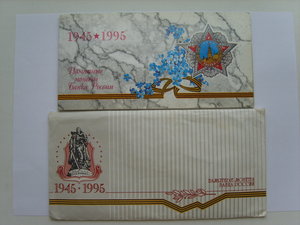 1945★1995
Памятные
монеты
Банка России
1945·1995
ПАМЯТНЫЕ МОНЕТЫ
БАНКА РОССИИ